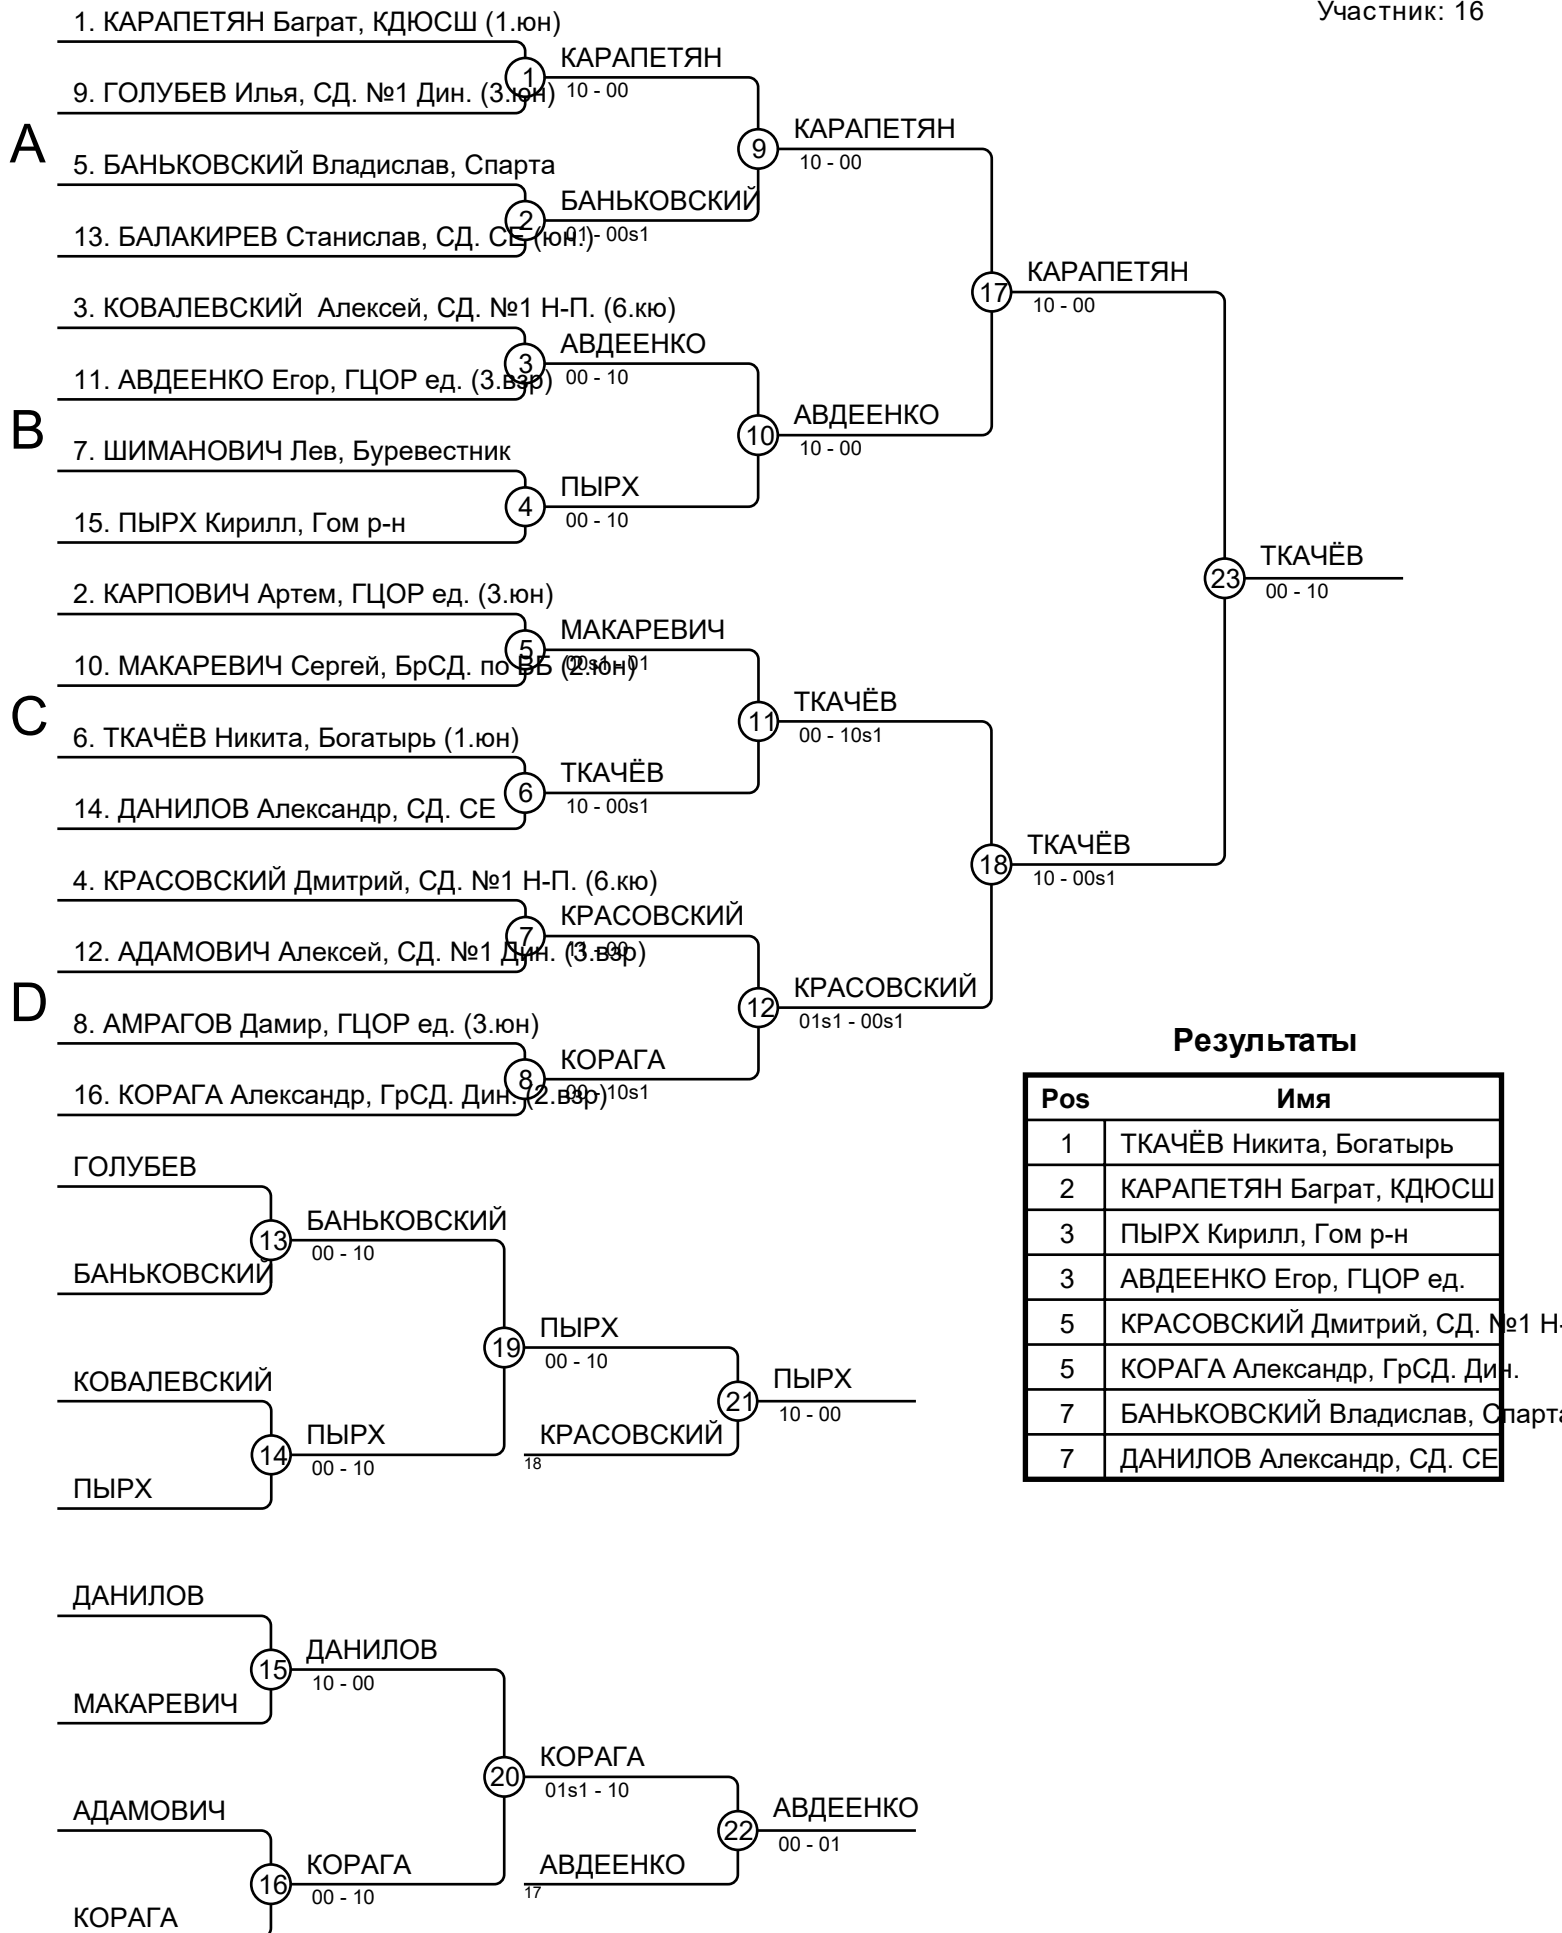 Участник: 16
1. КАРАПЕТЯН Баграт, КДЮСШ (1.юн)
1
КАРАПЕТЯН
10 - 00
9. ГОЛУБЕВ Илья, СД. №1 Дин. (3.юн)
A
9
КАРАПЕТЯН
10 - 00
5. БАНЬКОВСКИЙ Владислав, Спарта
2
БАНЬКОВСКИЙ
01 - 00s1
13. БАЛАКИРЕВ Станислав, СД. СЕ (юн.)
17
КАРАПЕТЯН
10 - 00
3. КОВАЛЕВСКИЙ Алексей, СД. №1 Н-П. (6.кю)
3
АВДЕЕНКО
00 - 10
11. АВДЕЕНКО Егор, ГЦОР ед. (3.взр)
B
10
АВДЕЕНКО
10 - 00
7. ШИМАНОВИЧ Лев, Буревестник
4
ПЫРХ
00 - 10
15. ПЫРХ Кирилл, Гом р-н
23
ТКАЧЁВ
00 - 10
2. КАРПОВИЧ Артем, ГЦОР ед. (3.юн)
5
МАКАРЕВИЧ
00s1 - 01
10. МАКАРЕВИЧ Сергей, БрСД. по ВБ (2.юн)
C
11
ТКАЧЁВ
00 - 10s1
6. ТКАЧЁВ Никита, Богатырь (1.юн)
6
ТКАЧЁВ
10 - 00s1
14. ДАНИЛОВ Александр, СД. СЕ
18
ТКАЧЁВ
10 - 00s1
4. КРАСОВСКИЙ Дмитрий, СД. №1 Н-П. (6.кю)
7
КРАСОВСКИЙ
11 - 00
12. АДАМОВИЧ Алексей, СД. №1 Дин. (3.взр)
D
12
КРАСОВСКИЙ
01s1 - 00s1
8. АМРАГОВ Дамир, ГЦОР ед. (3.юн)
8
КОРАГА
00 - 10s1
16. КОРАГА Александр, ГрСД. Дин. (2.взр)
Результаты
Pos Имя
1 ТКАЧЁВ Никита, Богатырь
2 КАРАПЕТЯН Баграт, КДЮСШ
3 ПЫРХ Кирилл, Гом р-н
3 АВДЕЕНКО Егор, ГЦОР ед.
5 КРАСОВСКИЙ Дмитрий, СД. №1 Н-
5 КОРАГА Александр, ГрСД. Дин.
7 БАНЬКОВСКИЙ Владислав, Спарта
7 ДАНИЛОВ Александр, СД. СЕ
ГОЛУБЕВ
13
БАНЬКОВСКИЙ
00 - 10
БАНЬКОВСКИЙ
19
ПЫРХ
00 - 10
КОВАЛЕВСКИЙ
21
ПЫРХ
10 - 00
14
ПЫРХ
00 - 10
КРАСОВСКИЙ
18
ПЫРХ
ДАНИЛОВ
15
ДАНИЛОВ
10 - 00
МАКАРЕВИЧ
20
КОРАГА
01s1 - 10
АДАМОВИЧ
22
АВДЕЕНКО
00 - 01
16
КОРАГА
00 - 10
АВДЕЕНКО
17
КОРАГА